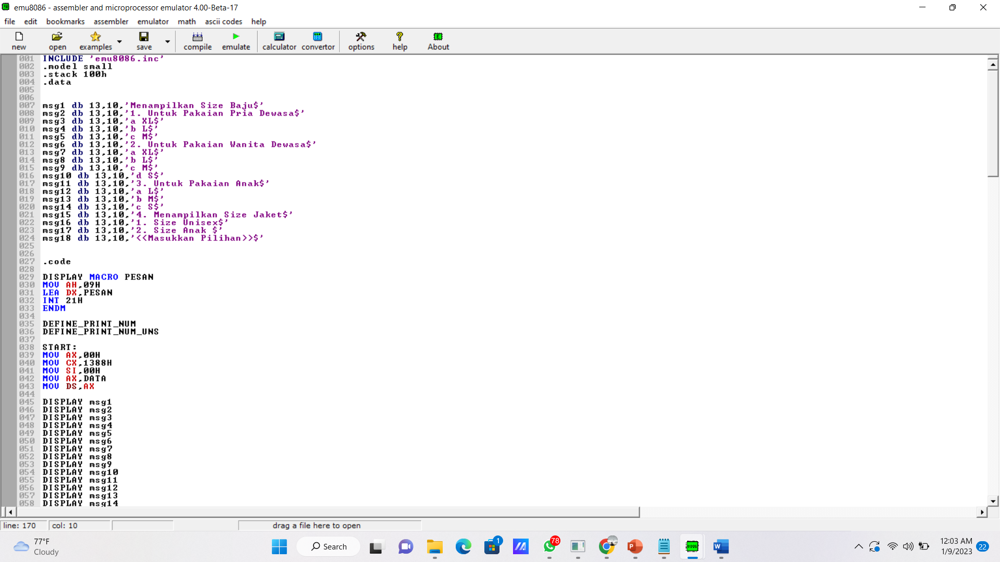 emu8086 - assembler and microprocessor emulator 4.00-Beta-17
file edit bookmarks assembler emulator math ascii codes help
new open examples save compile emulate calculator convertor options help About
001 INCLUDE 'emu8086.inc'
002 .model small
003 .stack 100h
004 .data
005
006
007 msg1 db 13,10,'Menampilkan Size Baju$'
008 msg2 db 13,10,'1. Untuk Pakaian Pria Dewasa$'
009 msg3 db 13,10,'a XL$'
010 msg4 db 13,10,'b L$'
011 msg5 db 13,10,'c M$'
012 msg6 db 13,10,'2. Untuk Pakaian Wanita Dewasa$'
013 msg7 db 13,10,'a XL$'
014 msg8 db 13,10,'b L$'
015 msg9 db 13,10,'c M$'
016 msg10 db 13,10,'d S$'
017 msg11 db 13,10,'3. Untuk Pakaian Anak$'
018 msg12 db 13,10,'a L$'
019 msg13 db 13,10,'b M$'
020 msg14 db 13,10,'c S$'
021 msg15 db 13,10,'4. Menampilkan Size Jaket$'
022 msg16 db 13,10,'1. Size Unisex$'
023 msg17 db 13,10,'2. Size Anak $'
024 msg18 db 13,10,'<<Masukkan Pilihan>>$'
025
026
027 .code
028
029 DISPLAY MACRO PESAN
030 MOV AH,09H
031 LEA DX,PESAN
032 INT 21H
033 ENDM
034
035 DEFINE_PRINT_NUM
036 DEFINE_PRINT_NUM_UNS
037
038 START:
039 MOV AX,00H
040 MOV CX,1388H
041 MOV SI,00H
042 MOV AX,DATA
043 MOV DS,AX
044
045 DISPLAY msg1
046 DISPLAY msg2
047 DISPLAY msg3
048 DISPLAY msg4
049 DISPLAY msg5
050 DISPLAY msg6
051 DISPLAY msg7
052 DISPLAY msg8
053 DISPLAY msg9
054 DISPLAY msg10
055 DISPLAY msg11
056 DISPLAY msg12
057 DISPLAY msg13
058 DISPLAY msg14
line: 170 col: 10 drag a file here to open
77°F
Cloudy
Search
1
78
12:03 AM
1/9/2023
22